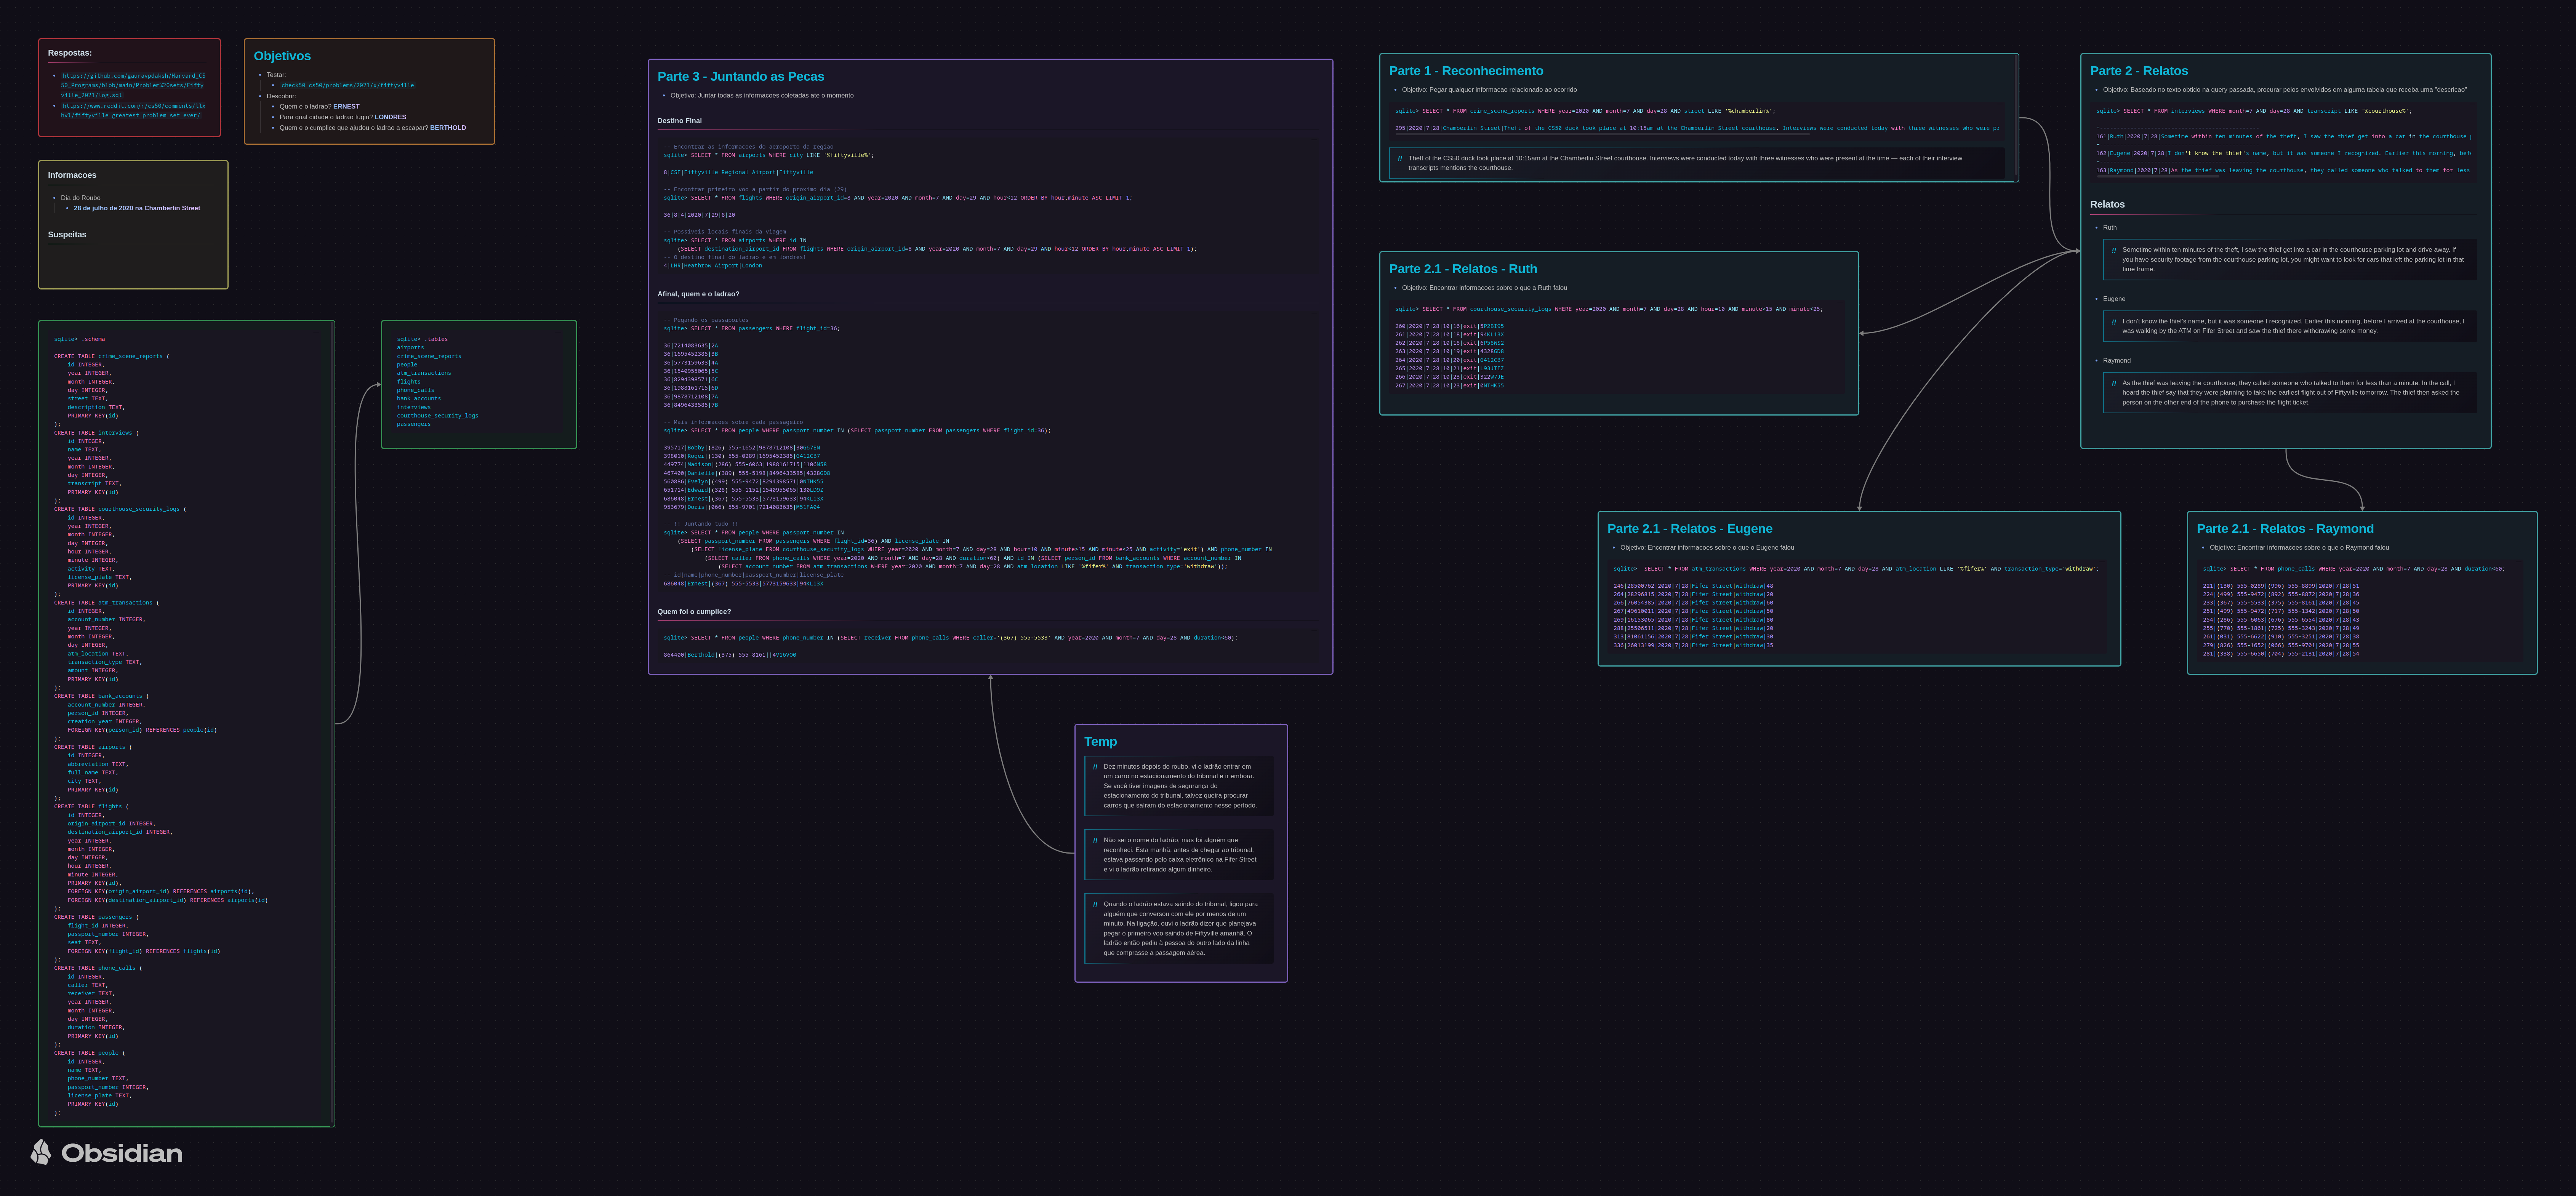 Respostas:
https://github.com/gauravpdaksh/Harvard_CS
50_Programs/blob/main/Problem%20sets/Fifty
ville_2021/log.sql
https://www.reddit.com/r/cs50/comments/
hvl/fiftyville_greatest_problem_set_ever/
Objetivos
Testar:
check50 cs50/problems/2021/x/fiftyville
Descobrir:
Quem e o ladrao? ERNEST
Para qual cidade o ladrao fugiu? LONDRES
Quem e o cumplice que ajudou o ladrao a escapar? BERTHOLD
Informacoes
Dia do Roubo
28 de julho de 2020 na Chamberlin Street
Suspeitas
sqlite> .schema
CREATE TABLE crime_scene_reports (
id INTEGER,
year INTEGER,
month INTEGER,
day INTEGER,
street TEXT,
description TEXT,
PRIMARY KEY(id)
);
CREATE TABLE interviews (
id INTEGER,
name TEXT,
year INTEGER,
month INTEGER,
day INTEGER,
transcript TEXT,
PRIMARY KEY(id)
);
CREATE TABLE courthouse_security_logs (
id INTEGER,
year INTEGER,
month INTEGER,
day INTEGER,
hour INTEGER,
minute INTEGER,
activity TEXT,
license_plate TEXT,
PRIMARY KEY(id)
);
CREATE TABLE atm_transactions (
id INTEGER,
account_number INTEGER,
year INTEGER,
month INTEGER,
day INTEGER,
atm_location TEXT,
transaction_type TEXT,
amount INTEGER,
PRIMARY KEY(id)
);
CREATE TABLE bank_accounts (
account_number INTEGER,
person_id INTEGER,
creation_year INTEGER,
FOREIGN KEY(person_id) REFERENCES people(id)
);
CREATE TABLE airports (
id INTEGER,
abbreviation TEXT,
full_name TEXT,
city TEXT,
PRIMARY KEY(id)
);
CREATE TABLE flights (
id INTEGER,
origin_airport_id INTEGER,
destination_airport_id INTEGER,
year INTEGER,
month INTEGER,
day INTEGER,
hour INTEGER,
minute INTEGER,
PRIMARY KEY(id),
FOREIGN KEY(origin_airport_id) REFERENCES airports(id),
FOREIGN KEY(destination_airport_id) REFERENCES airports(id)
);
CREATE TABLE passengers (
flight_id INTEGER,
passport_number INTEGER,
seat TEXT,
FOREIGN KEY(flight_id) REFERENCES flights(id)
);
CREATE TABLE phone_calls (
id INTEGER,
caller TEXT,
receiver TEXT,
year INTEGER,
month INTEGER,
day INTEGER,
duration INTEGER,
PRIMARY KEY(id)
);
CREATE TABLE people (
id INTEGER,
name TEXT,
phone_number TEXT,
passport_number INTEGER,
license_plate TEXT,
PRIMARY KEY(id)
);
sqlite> .tables
airports
crime_scene_reports
people
atm_transactions
flights
phone_calls
bank_accounts
interviews
courthouse_security_logs
passengers
Parte 3 - Juntando as Pecas
Objetivo: Juntar todas as informacoes coletadas ate o momento
Destino Final
-- Encontrar as informacoes do aeroporto da regiao
sqlite> SELECT * FROM airports WHERE city LIKE '%fiftyville%';
8|CSF|Fiftyville Regional Airport|Fiftyville
-- Encontrar primeiro voo a partir do proximo dia (29)
sqlite> SELECT * FROM flights WHERE origin_airport_id=8 AND year=2020 AND month=7 AND day=29 AND hour<12 ORDER BY hour,minute ASC LIMIT 1;
36|8|4|2020|7|29|8|20
-- Possiveis locais finais da viagem
sqlite> SELECT * FROM airports WHERE id IN
(SELECT destination_airport_id FROM flights WHERE origin_airport_id=8 AND year=2020 AND month=7 AND day=29 AND hour<12 ORDER BY hour,minute ASC LIMIT 1);
-- O destino final do ladrao e em londres!
4|LHR|Heathrow Airport|London
Afinal, quem e o ladrao?
-- Pegando os passaportes
sqlite> SELECT * FROM passengers WHERE flight_id=36;
36|7214083635|2A
36|1695452385|3B
36|5773159633|4A
36|1540955065|5C
36|8294398571|6C
36|1988161715|6D
36|9878712108|7A
36|8496433585|7B
-- Mais informacoes sobre cada passageiro
sqlite> SELECT * FROM people WHERE passport_number IN (SELECT passport_number FROM passengers WHERE flight_id=36);
395717|Bobby|(826) 555-1652|9878712108|30G67EN
398010|Roger|(130) 555-0289|1695452385|G412CB7
449774|Madison|(286) 555-6063|1988161715|1106N58
467400|Danielle|(389) 555-5198|8496433585|4328GD8
560886|Evelyn|(499) 555-9472|8294398571|0NTHK55
651714|Edward|(328) 555-1152|1540955065|130LD9Z
686048|Ernest|(367) 555-5533|5773159633|94KL13X
953679|Doris|(066) 555-9701|7214083635|M51FA04
-- !! Juntando tudo !!
sqlite> SELECT * FROM people WHERE passport_number IN
(SELECT passport_number FROM passengers WHERE flight_id=36) AND license_plate IN
(SELECT license_plate FROM courthouse_security_logs WHERE year=2020 AND month=7 AND day=28 AND hour=10 AND minute>15 AND minute<25 AND activity='exit') AND phone_number IN
(SELECT caller FROM phone_calls WHERE year=2020 AND month=7 AND day=28 AND duration<60) AND id IN (SELECT person_id FROM bank_accounts WHERE account_number IN
(SELECT account_number FROM atm_transactions WHERE year=2020 AND month=7 AND day=28 AND atm_location LIKE '%fifer%' AND transaction_type='withdraw'));
-- id|name|phone_number|passport_number|license_plate
686048|Ernest|(367) 555-5533|5773159633|94KL13X
Quem foi o cumplice?
sqlite> SELECT * FROM people WHERE phone_number IN (SELECT receiver FROM phone_calls WHERE caller='(367) 555-5533' AND year=2020 AND month=7 AND day=28 AND duration<60);
864400|Berthold|(375) 555-8161||4V16VO0
Temp
Dez minutos depois do roubo, vi o ladrão entrar em
um carro no estacionamento do tribunal e ir embora.
Se você tiver imagens de segurança do
estacionamento do tribunal, talvez queira procurar
carros que saíram do estacionamento nesse período.
Não sei o nome do ladrão, mas foi alguém que
reconheci. Esta manhã, antes de chegar ao tribunal,
estava passando pelo caixa eletrônico na Fifer Street
e vi o ladrão retirando algum dinheiro.
Quando o ladrão estava saindo do tribunal, ligou para
alguém que conversou com ele por menos de um
minuto. Na ligação, ouvi o ladrão dizer que planejava
pegar o primeiro voo saindo de Fiftyville amanhã. O
ladrão então pediu à pessoa do outro lado da linha
que comprasse a passagem aérea.
Parte 1 - Reconhecimento
Objetivo: Pegar qualquer informacao relacionado ao ocorrido
sqlite> SELECT * FROM crime_scene_reports WHERE year=2020 AND month=7 AND day=28 AND street LIKE '%chamberlin%';
295|2020|7|28|Chamberlin Street|Theft of the CS50 duck took place at 10:15am at the Chamberlin Street courthouse. Interviews were conducted today with three witnesses who were
Theft of the CS50 duck took place at 10:15am at the Chamberlin Street courthouse. Interviews were conducted today with three witnesses who were present at the time — each of their interview
transcripts mentions the courthouse.
Parte 2 - Relatos
Objetivo: Baseado no texto obtido na query passada, procurar pelos envolvidos em alguma tabela que receba uma "descricao"
sqlite> SELECT * FROM interviews WHERE month=7 AND day=28 AND transcript LIKE '%courthouse%';
+-----------------------------------------------
161|Ruth|2020|7|28|Sometime within ten minutes of the theft, I saw the thief get into a car in the courthouse
+-----------------------------------------------
162|Eugene|2020|7|28|I don't know the thief's name, but it was someone I recognized. Earlier this morning, bef
+-----------------------------------------------
163|Raymond|2020|7|28|As the thief was leaving the courthouse, they called someone who talked to them for less
Relatos
Ruth
Sometime within ten minutes of the theft, I saw the thief get into a car in the courthouse parking lot and drive away. If
you have security footage from the courthouse parking lot, you might want to look for cars that left the parking lot in that
time frame.
Eugene
I don't know the thief's name, but it was someone I recognized. Earlier this morning, before I arrived at the courthouse, I
was walking by the ATM on Fifer Street and saw the thief there withdrawing some money.
Raymond
As the thief was leaving the courthouse, they called someone who talked to them for less than a minute. In the call, I
heard the thief say that they were planning to take the earliest flight out of Fiftyville tomorrow. The thief then asked the
person on the other end of the phone to purchase the flight ticket.
Parte 2.1 - Relatos - Ruth
Objetivo: Encontrar informacoes sobre o que a Ruth falou
sqlite> SELECT * FROM courthouse_security_logs WHERE year=2020 AND month=7 AND day=28 AND hour=10 AND minute>15 AND minute<25;
260|2020|7|28|10|16|exit|5P2BI95
261|2020|7|28|10|18|exit|94KL13X
262|2020|7|28|10|18|exit|6P58WS2
263|2020|7|28|10|19|exit|4328GD8
264|2020|7|28|10|20|exit|G412CB7
265|2020|7|28|10|21|exit|L93JTIZ
266|2020|7|28|10|23|exit|322W7JE
267|2020|7|28|10|23|exit|0NTHK55
Parte 2.1 - Relatos - Eugene
Objetivo: Encontrar informacoes sobre o que o Eugene falou
sqlite> SELECT * FROM atm_transactions WHERE year=2020 AND month=7 AND day=28 AND atm_location LIKE '%fifer%' AND transaction_type='withdraw';
246|28500762|2020|7|28|Fifer Street|withdraw|48
264|28296815|2020|7|28|Fifer Street|withdraw|20
266|76054385|2020|7|28|Fifer Street|withdraw|60
267|49610011|2020|7|28|Fifer Street|withdraw|50
269|16153065|2020|7|28|Fifer Street|withdraw|80
288|25506511|2020|7|28|Fifer Street|withdraw|20
313|81061156|2020|7|28|Fifer Street|withdraw|30
336|26013199|2020|7|28|Fifer Street|withdraw|35
Parte 2.1 - Relatos - Raymond
Objetivo: Encontrar informacoes sobre o que o Raymond falou
sqlite> SELECT * FROM phone_calls WHERE year=2020 AND month=7 AND day=28 AND duration<60;
221|(130) 555-0289|(996) 555-8899|2020|7|28|51
224|(499) 555-9472|(892) 555-8872|2020|7|28|36
233|(367) 555-5533|(375) 555-8161|2020|7|28|45
251|(499) 555-9472|(717) 555-1342|2020|7|28|50
254|(286) 555-6063|(676) 555-6554|2020|7|28|43
255|(770) 555-1861|(725) 555-3243|2020|7|28|49
261|(031) 555-6622|(910) 555-3251|2020|7|28|38
279|(826) 555-1652|(066) 555-9701|2020|7|28|55
281|(338) 555-6650|(704) 555-2131|2020|7|28|54
Obsidian